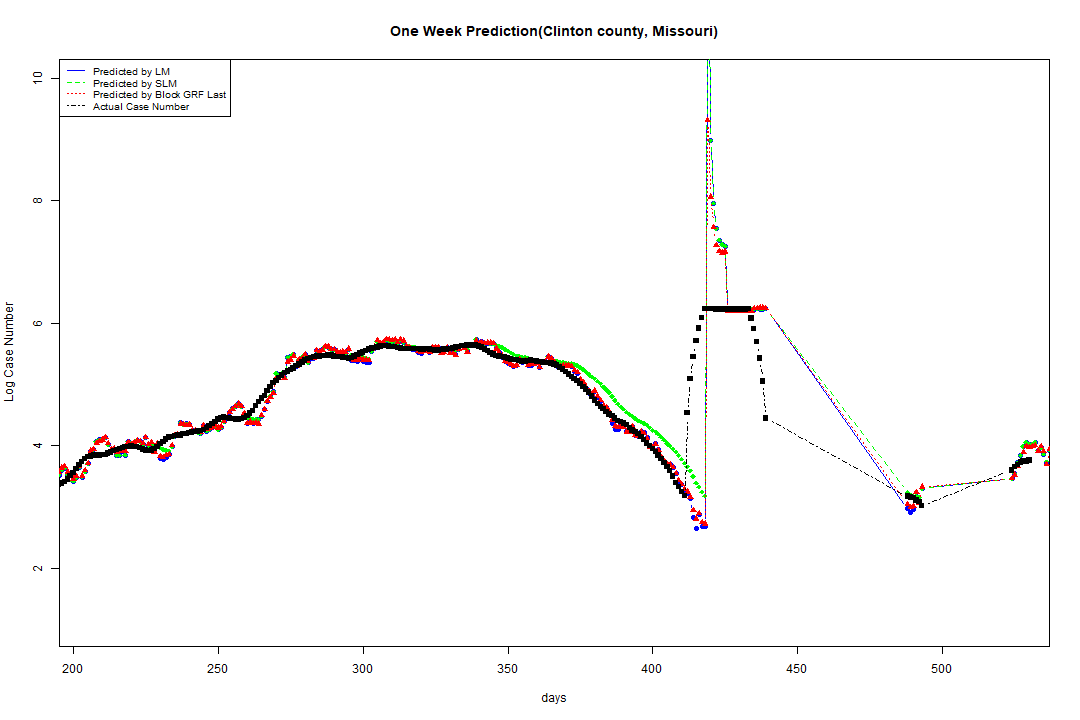 One Week Prediction(Clinton county, Missouri)
Predicted by LM
Predicted by SLM
Predicted by Block GRF Last
Actual Case Number
Log Case Number
10
8
6
4
2
200 250 300 350 400 450 500
days